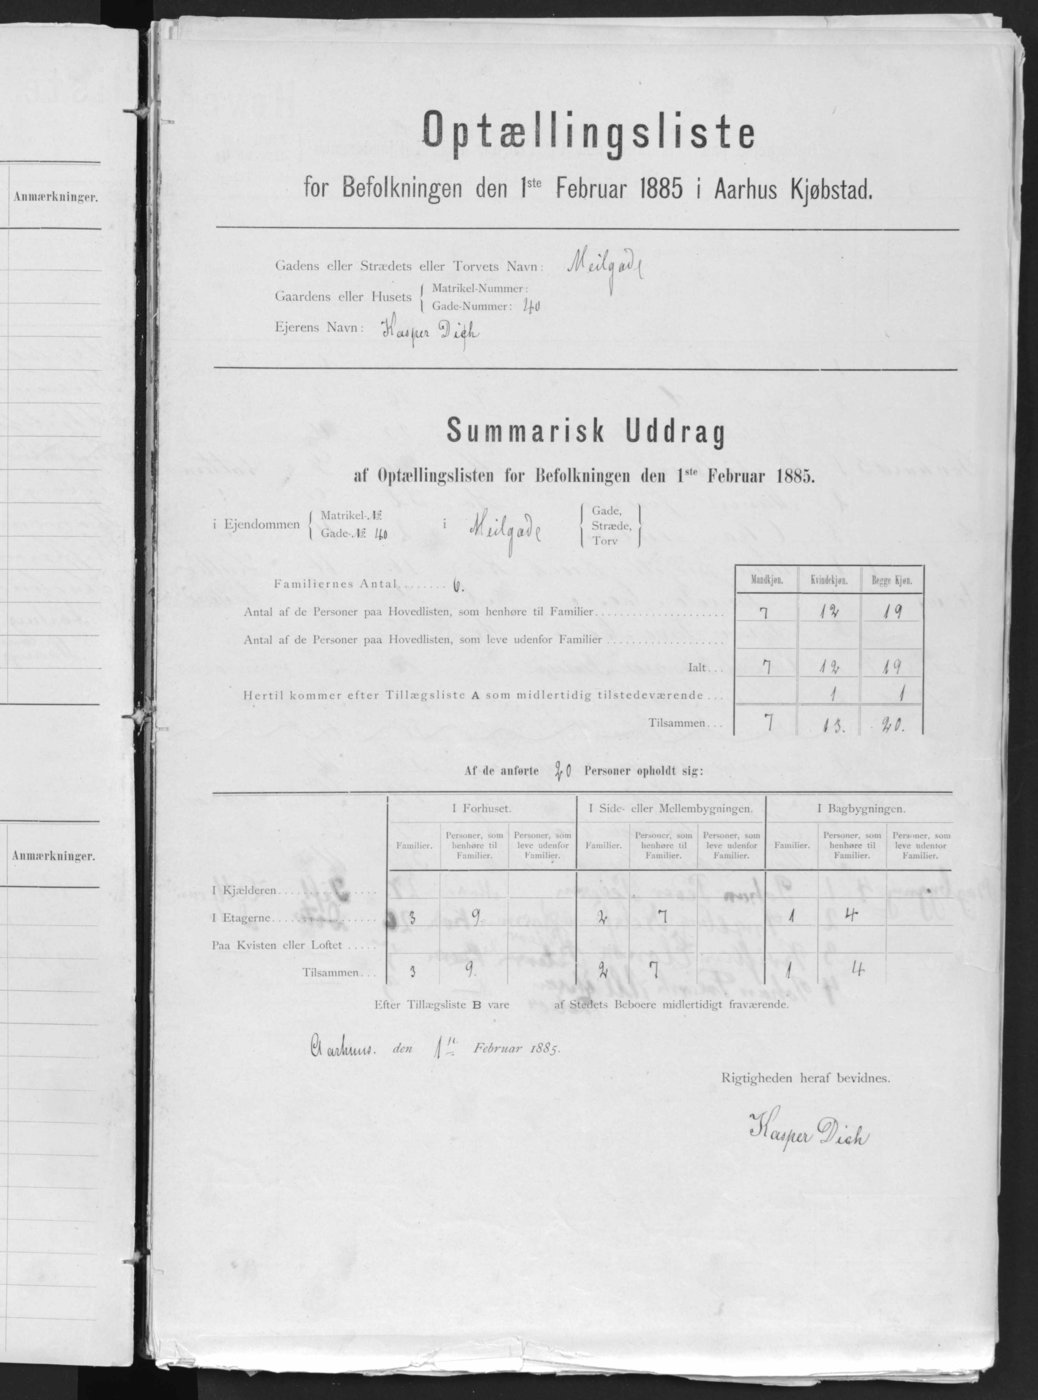 Anmærkninger.
Anmærkninger.
Optællingsliste
for Befolkningen den 1ste Februar 1885 i Aarhus Kjøbstad.
Gadens eller Strædets eller Torvets Navn: Meilgade
Gaardens eller Husets { Matrikel-Nummer:
Gade-Nummer: 40
Ejerens Navn: Kasper Dich
Summarisk Uddrag
af Optællingslisten for Befolkningen den 1ste Februar 1885.
i Ejendommen { Matrikel-№ Gade-№ 40 i Meilgade { Gade, Stræde, Torv }
Mandkjøn. Kvindekjøn. Begge Kjøn.
Familiernes Antal........ 6.
Antal af de Personer paa Hovedlisten, som henhøre til Familier 7 12 19
Antal af de Personer paa Hovedlisten, som leve udenfor Familier
Ialt... 7 12 19
Hertil kommer efter Tillægsliste A som midlertidig tilstedeværende... 1 1
Tilsammen... 7 13. 20.
Af de anførte 20 Personer opholdt sig:
I Forhuset. I Side- eller Mellembygningen. I Bagbygningen.
Familier. Personer, som henhøre til Familier. Personer, som leve udenfor Familier. Familier. Personer, som henhøre til Familier. Personer, som leve udenfor Familier. Familier. Personer, som henhøre til Familier. Personer, som leve udenfor Familier.
I Kjælderen
I Etagerne 3 9. 2 7 1 4
Paa Kvisten eller Loftet
Tilsammen... 3 9. 2 7 1 4
Efter Tillægsliste B vare af Stedets Beboere midlertidigt fraværende.
Aarhuus. den 1ste Februar 1885.
Rigtigheden heraf bevidnes.
Kasper Dich